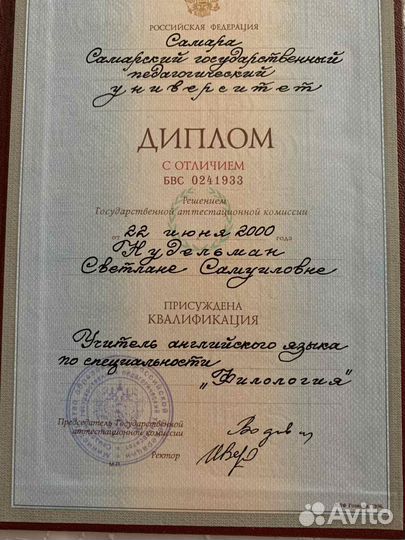 РОССИЙСКАЯ ФЕДЕРАЦИЯ
Самара
Самарский государственный
педагогический
университет
ДИПЛОМ
С ОТЛИЧИЕМ
БВС 0241933
Решением
Государственной аттестационной комиссии
от 22 июня 2000 года
Нудельман
Светлане Самуиловне
ПРИСУЖДЕНА
КВАЛИФИКАЦИЯ
Учитель английского языка
по специальности
„Филология"
Председатель Государственной
аттестационной комиссии
Ректор
М.П.
Avito